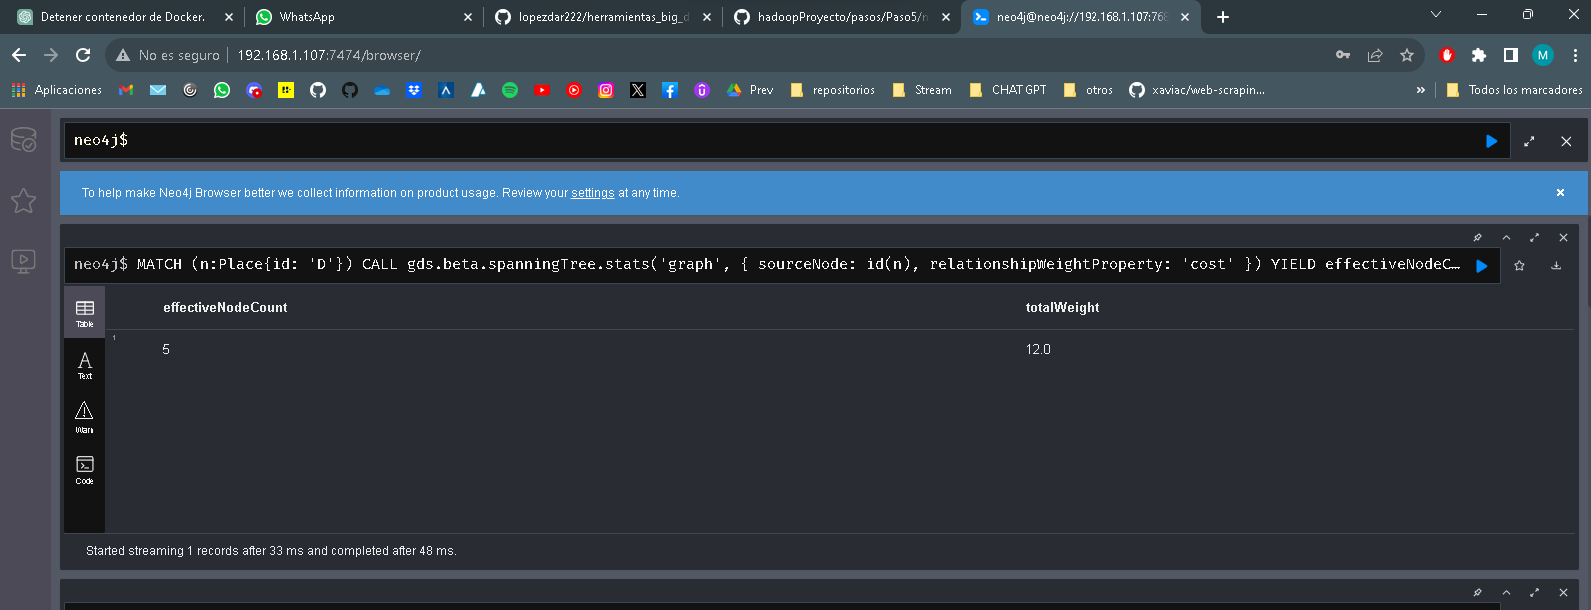 Detener contenedor de Docker.
WhatsApp
lopezdar222/herramientas_big_d
hadoopProyecto/pasos/Paso5/n
neo4j@neo4j://192.168.1.107:768
No es seguro 192.168.1.107:7474/browser/
M
Aplicaciones Prev repositorios Stream CHAT GPT otros xaviac/web-scrapin... » Todos los marcadores
neo4j$
To help make Neo4j Browser better we collect information on product usage. Review your settings at any time.
neo4j$ MATCH (n:Place{id: 'D'}) CALL gds.beta.spanningTree.stats('graph', { sourceNode: id(n), relationshipWeightProperty: 'cost' }) YIELD effectiveNodeC…
Table
A
Text
Warn
Code
effectiveNodeCount totalWeight
1
5 12.0
Started streaming 1 records after 33 ms and completed after 48 ms.